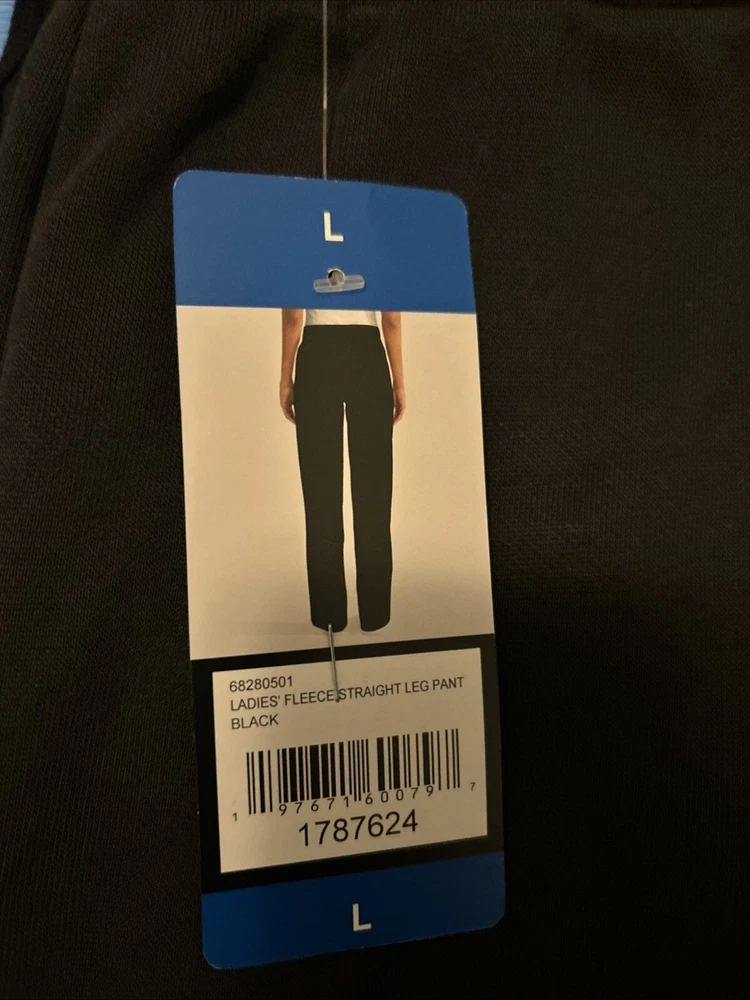 L
68280501
LADIES' FLEECE STRAIGHT LEG PANT
BLACK
1 97671 60079 7
1787624
L